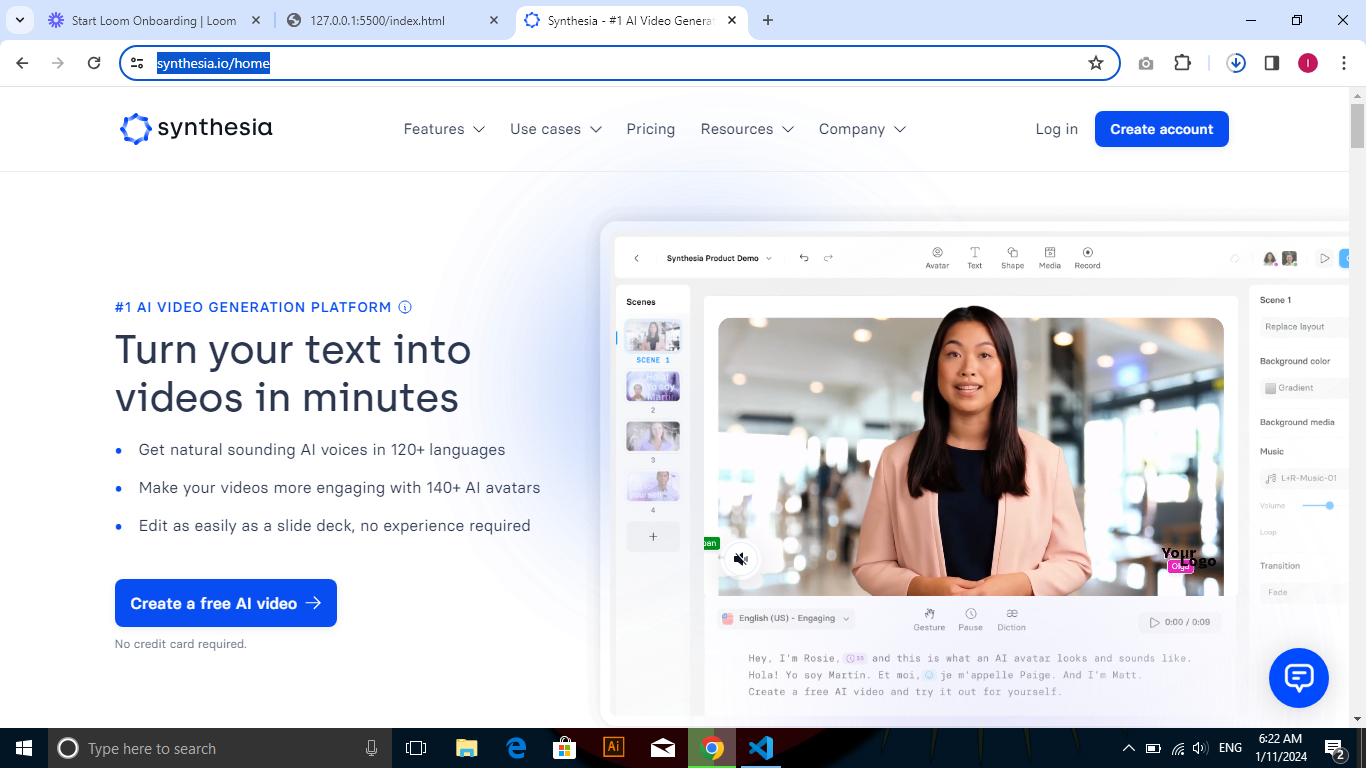 Start Loom Onboarding | Loom
127.0.0.1:5500/index.html
Synthesia - #1 AI Video Generat
synthesia.io/home
I
synthesia
Features
Use cases
Pricing
Resources
Company
Log in
Create account
#1 AI VIDEO GENERATION PLATFORM
Turn your text into
videos in minutes
Get natural sounding AI voices in 120+ languages
Make your videos more engaging with 140+ AI avatars
Edit as easily as a slide deck, no experience required
Create a free AI video
No credit card required.
Synthesia Product Demo
Avatar
Text
Shape
Media
Record
Scenes
SCENE 1
2
3
4
Your
Logo
Olga
Scene 1
Replace layout
Background color
Gradient
Background media
Music
L+R-Music-01
Volume
Loop
Transition
Fade
English (US) - Engaging
Gesture
Pause
Diction
0:00 / 0:09
Hey, I'm Rosie, and this is what an AI avatar looks and sounds like.
Hola! Yo soy Martín. Et moi, je m'appelle Paige. And I'm Matt.
Create a free AI video and try it out for yourself.
Type here to search
Ai
ENG
6:22 AM
1/11/2024
2